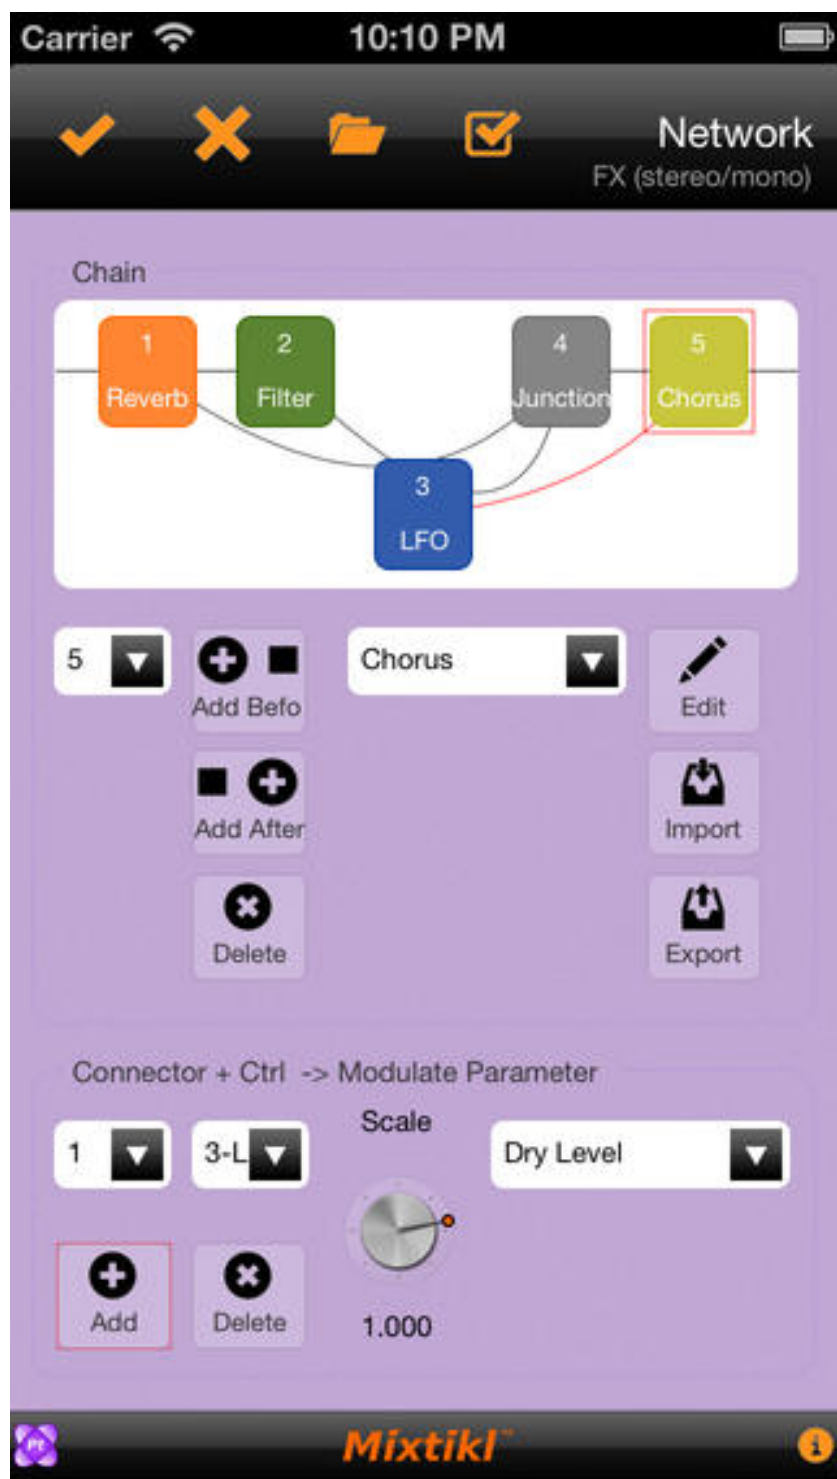 Carrier 10:10 PM
Network
FX (stereo/mono)
Chain
1 2 4 5
Reverb Filter Junction Chorus
3
LFO
5 Chorus
Add Befo Edit
Add After Import
Delete Export
Connector + Ctrl -> Modulate Parameter
Scale
1 3-L Dry Level
Add Delete 1.000
PE Mixtikl™ i